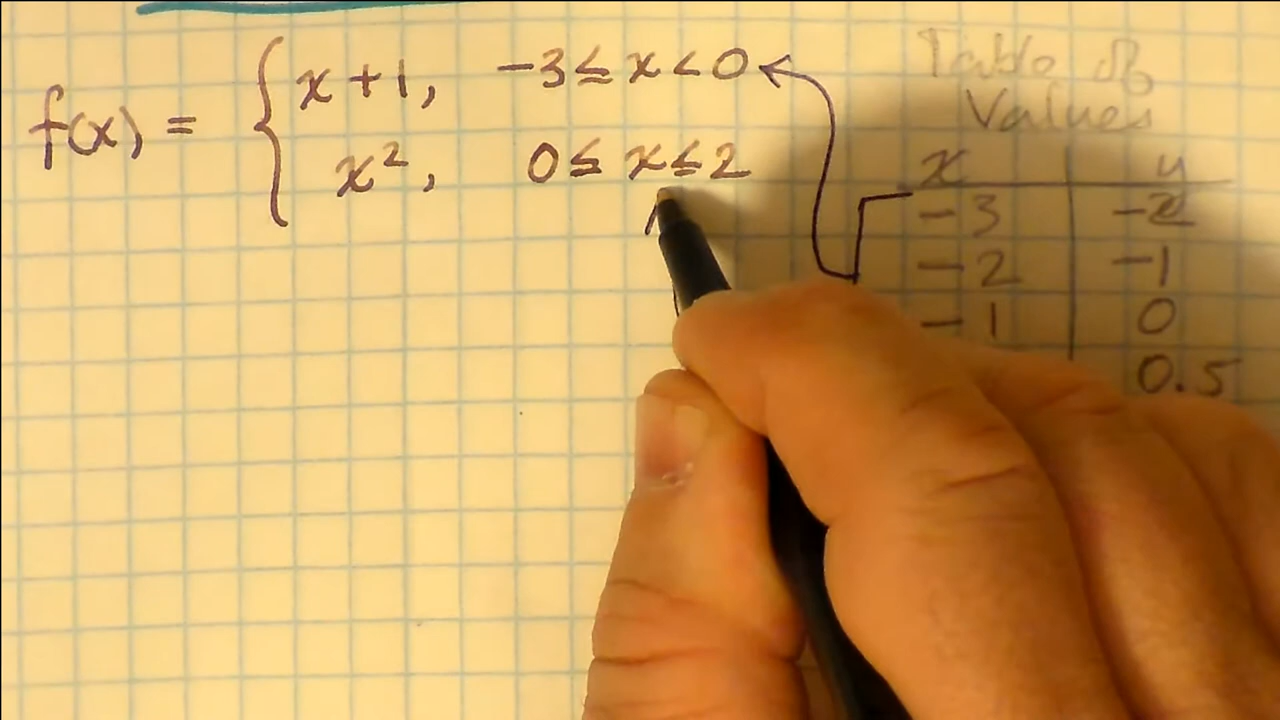 f(x) = { x+1, -3 ≤ x < 0
x², 0 ≤ x ≤ 2
Table of
Values
x y
-3 -2
-2 -1
-1 0
0.5